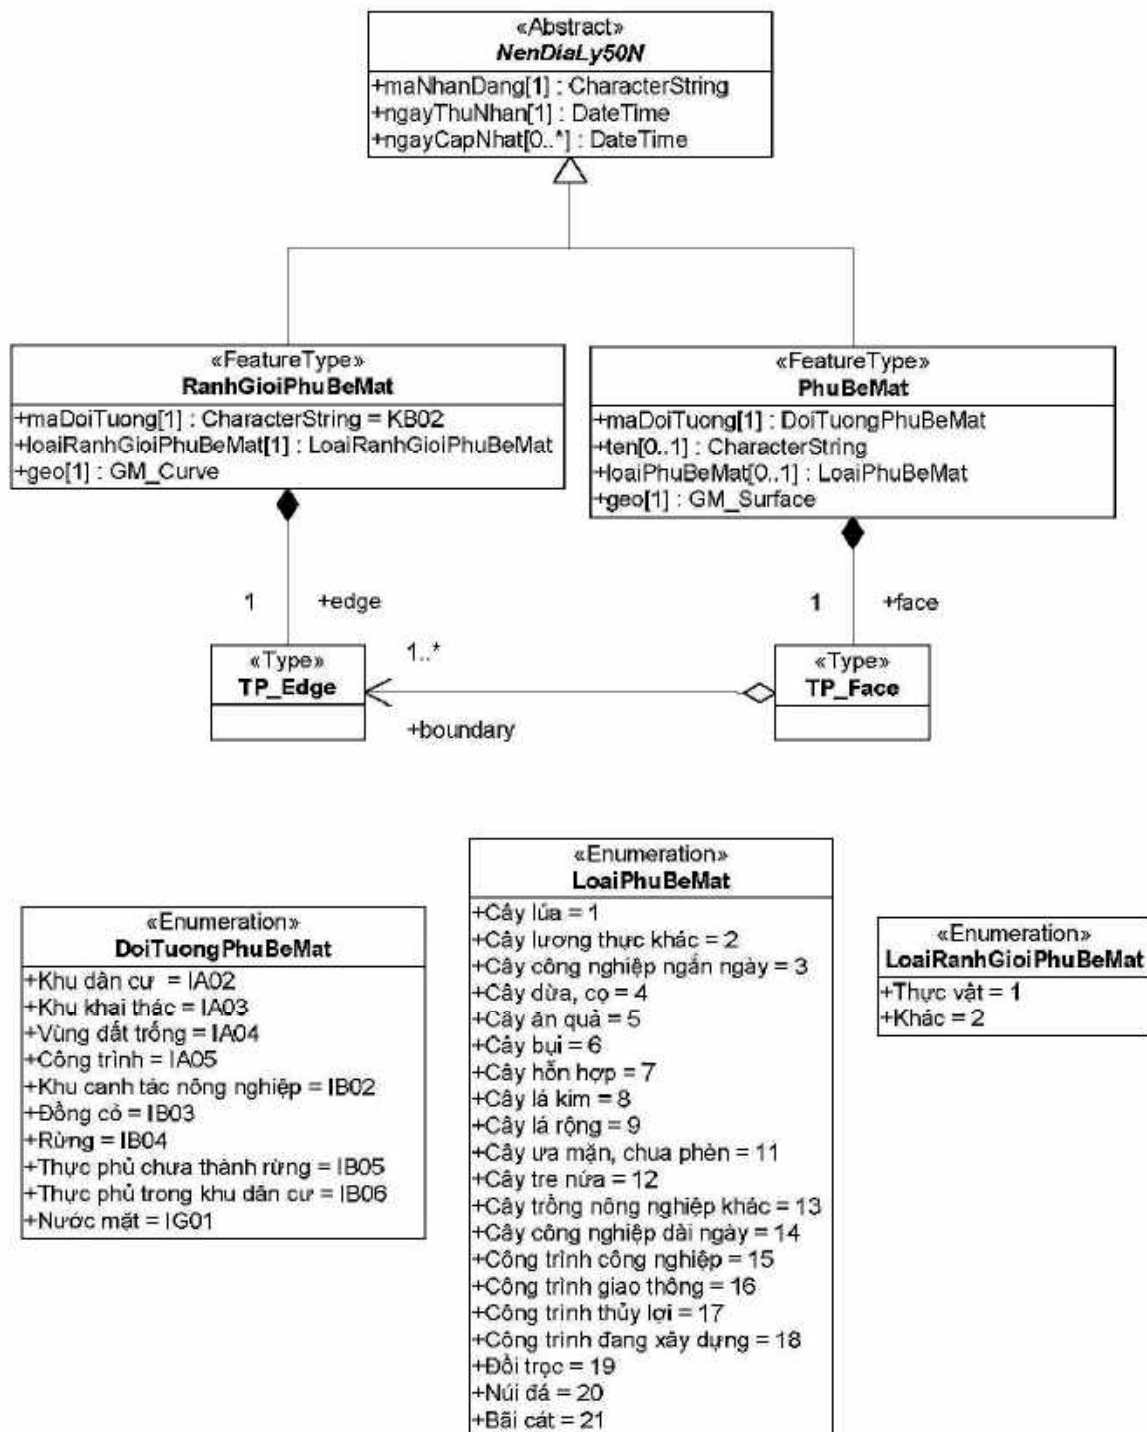 «Abstract»
NenDiaLy50N
+maNhanDang[1] : CharacterString
+ngayThuNhan[1] : DateTime
+ngayCapNhat[0..*] : DateTime
«FeatureType»
RanhGioiPhuBeMat
+maDoiTuong[1] : CharacterString = KB02
+loaiRanhGioiPhuBeMat[1] : LoaiRanhGioiPhuBeMat
+geo[1] : GM_Curve
«FeatureType»
PhuBeMat
+maDoiTuong[1] : DoiTuongPhuBeMat
+ten[0..1] : CharacterString
+loaiPhuBeMat[0..1] : LoaiPhuBeMat
+geo[1] : GM_Surface
1 +edge
1 +face
«Type»
TP_Edge
1..*
+boundary
«Type»
TP_Face
«Enumeration»
DoiTuongPhuBeMat
+Khu dân cư = IA02
+Khu khai thác = IA03
+Vùng đất trống = IA04
+Công trình = IA05
+Khu canh tác nông nghiệp = IB02
+Đồng cỏ = IB03
+Rừng = IB04
+Thực phủ chưa thành rừng = IB05
+Thực phủ trong khu dân cư = IB06
+Nước mặt = IG01
«Enumeration»
LoaiPhuBeMat
+Cây lúa = 1
+Cây lương thực khác = 2
+Cây công nghiệp ngắn ngày = 3
+Cây dừa, cọ = 4
+Cây ăn quả = 5
+Cây bụi = 6
+Cây hỗn hợp = 7
+Cây lá kim = 8
+Cây lá rộng = 9
+Cây ưa mặn, chua phèn = 11
+Cây tre nứa = 12
+Cây trồng nông nghiệp khác = 13
+Cây công nghiệp dài ngày = 14
+Công trình công nghiệp = 15
+Công trình giao thông = 16
+Công trình thủy lợi = 17
+Công trình đang xây dựng = 18
+Đồi trọc = 19
+Núi đá = 20
+Bãi cát = 21
«Enumeration»
LoaiRanhGioiPhuBeMat
+Thực vật = 1
+Khác = 2